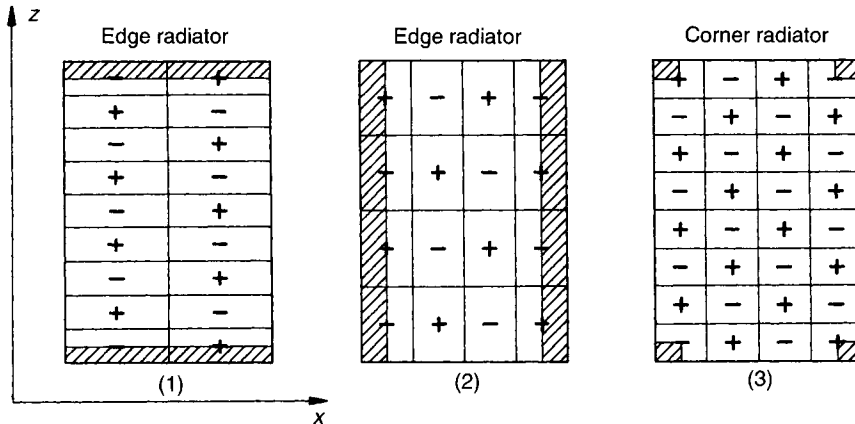 z
Edge radiator
Edge radiator
Corner radiator
(1)
(2)
(3)
x